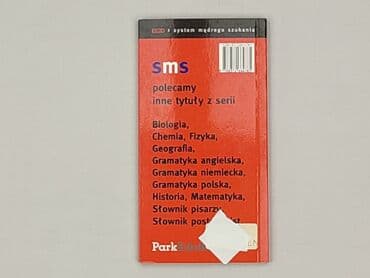 system mądrego szukania
sms
polecamy
inne tytuły z serii
Biologia,
Chemia, Fizyka,
Geografia,
Gramatyka angielska,
Gramatyka niemiecka,
Gramatyka polska,
Historia, Matematyka,
Słownik pisarzy,
Słownik post
Park